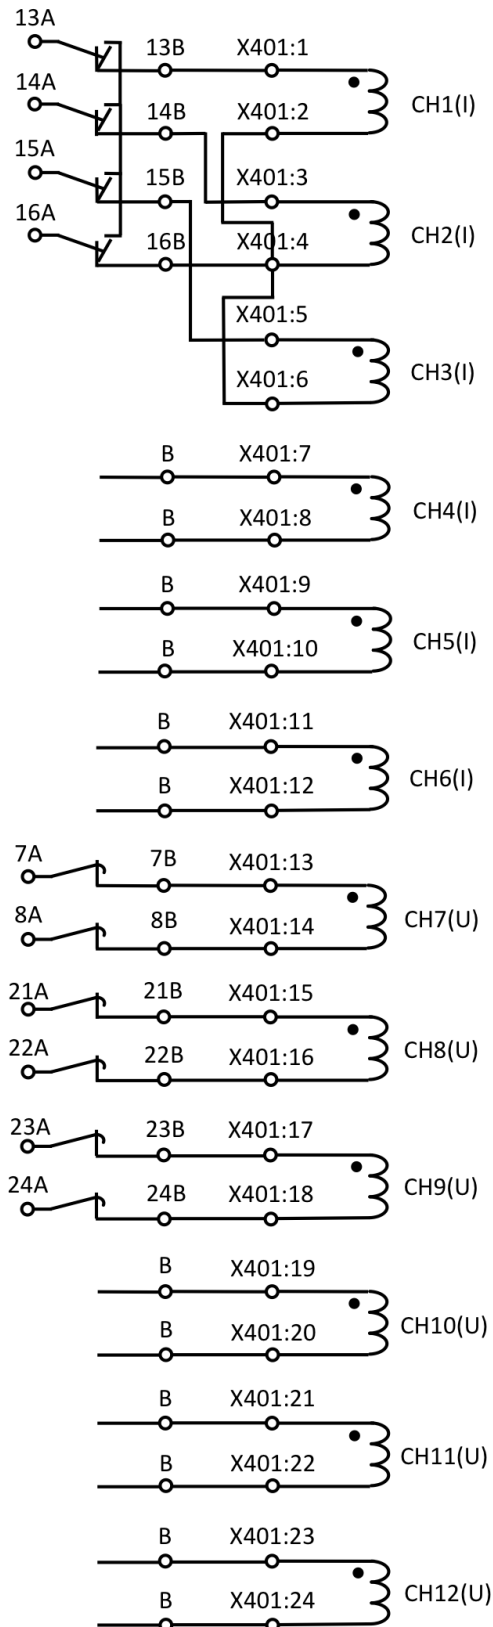 13A
13B X401:1
14A
CH1(I)
14B X401:2
15A
15B X401:3
16A
CH2(I)
16B X401:4
X401:5
CH3(I)
X401:6
B X401:7
CH4(I)
B X401:8
B X401:9
CH5(I)
B X401:10
B X401:11
CH6(I)
B X401:12
7A 7B X401:13
CH7(U)
8A 8B X401:14
21A 21B X401:15
CH8(U)
22A 22B X401:16
23A 23B X401:17
CH9(U)
24A 24B X401:18
B X401:19
CH10(U)
B X401:20
B X401:21
CH11(U)
B X401:22
B X401:23
CH12(U)
B X401:24